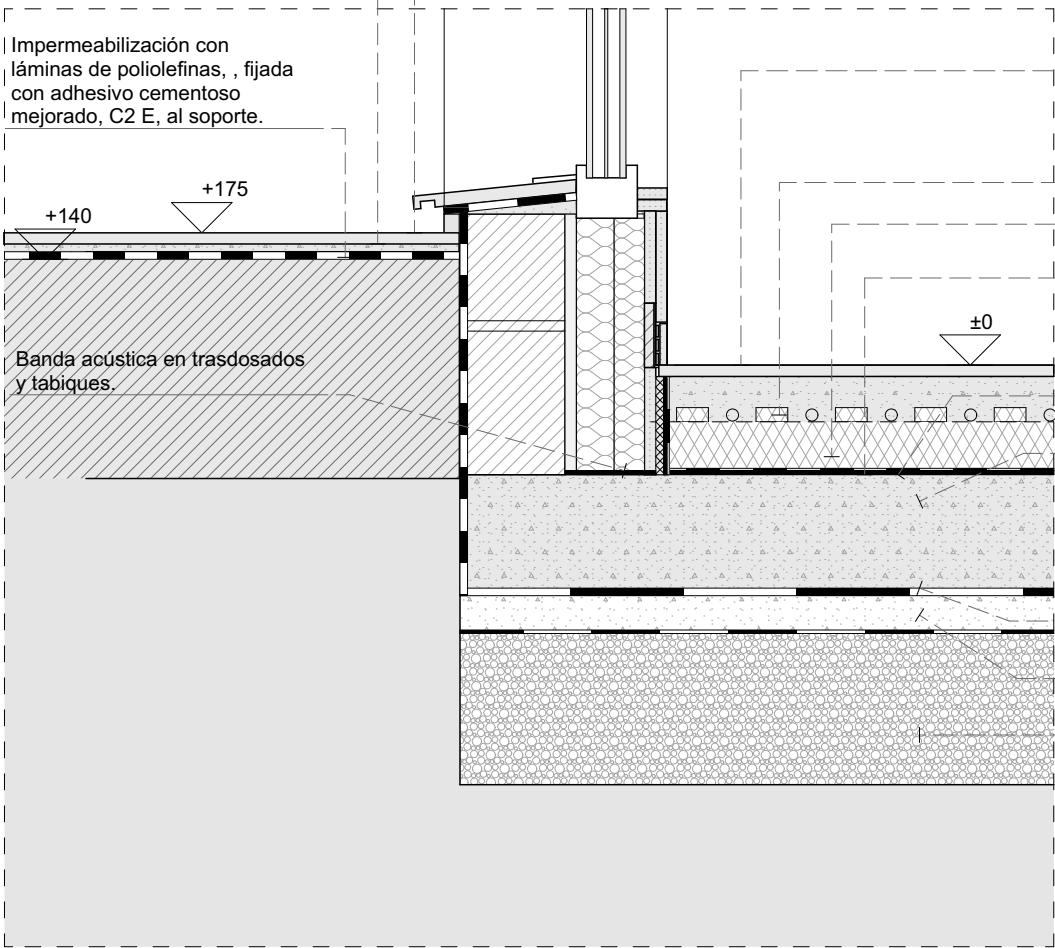 Impermeabilización con
láminas de poliolefinas, , fijada
con adhesivo cementoso
mejorado, C2 E, al soporte.
+175
+140
±0
Banda acústica en trasdosados
y tabiques.